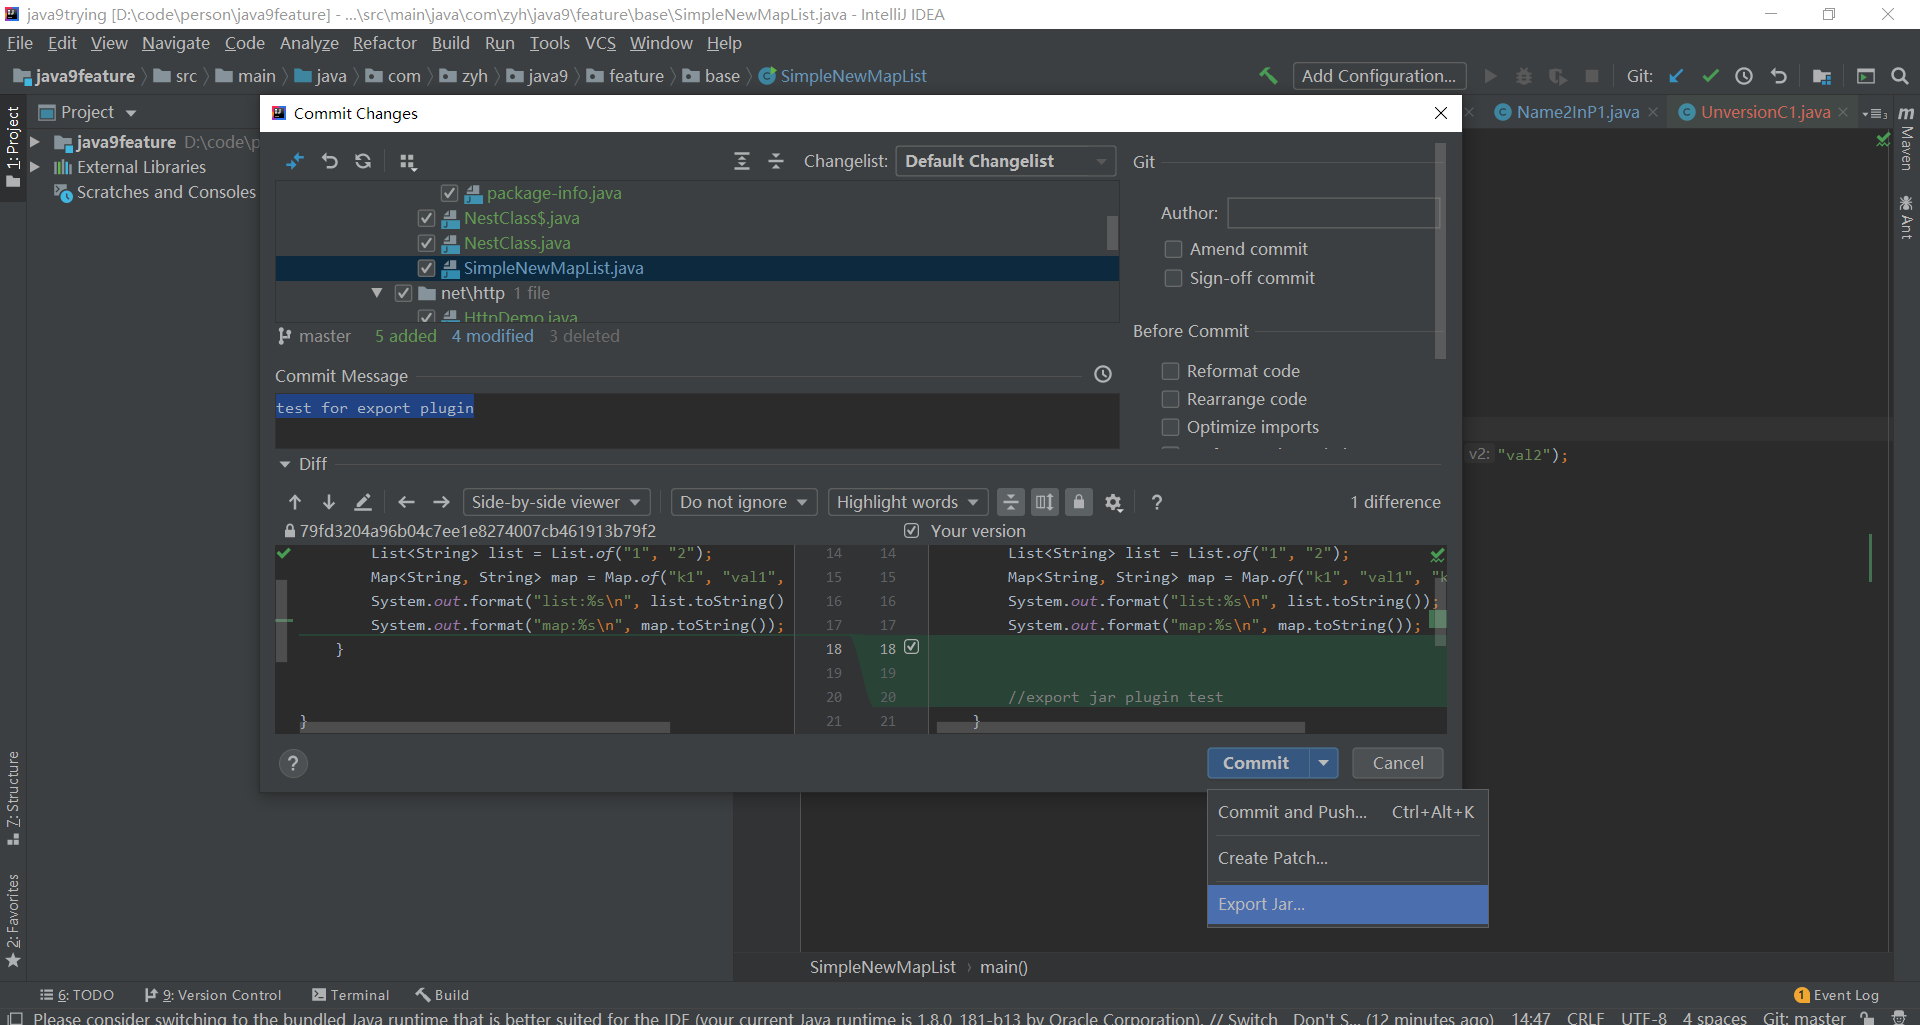 java9trying [D:\code\person\java9feature] - ...\src\main\java\com\zyh\java9\feature\base\SimpleNewMapList.java - IntelliJ IDEA
File Edit View Navigate Code Analyze Refactor Build Run Tools VCS Window Help
java9feature src main java com zyh java9 feature base SimpleNewMapList Add Configuration... Git:
Project
Name2InP1.java UnversionC1.java
1: Project
java9feature D:\code\p
External Libraries
Scratches and Consoles
7: Structure
2: Favorites
Maven
Ant
Commit Changes
Changelist: Default Changelist
package-info.java
NestClass$.java
NestClass.java
SimpleNewMapList.java
net\http 1 file
HttpDemo.java
master 5 added 4 modified 3 deleted
Git
Author:
Amend commit
Sign-off commit
Before Commit
Reformat code
Rearrange code
Optimize imports
Commit Message
test for export plugin
Diff
Side-by-side viewer Do not ignore Highlight words ? 1 difference
79fd3204a96b04c7ee1e8274007cb461913b79f2 Your version
List<String> list = List.of("1", "2"); 14 14 List<String> list = List.of("1", "2");
Map<String, String> map = Map.of("k1", "val1", 15 15 Map<String, String> map = Map.of("k1", "val1", "k
System.out.format("list:%s\n", list.toString() 16 16 System.out.format("list:%s\n", list.toString());
System.out.format("map:%s\n", map.toString()); 17 17 System.out.format("map:%s\n", map.toString());
} 18 18
19 19
20 20 //export jar plugin test
} 21 21 }
v2: "val2");
? Commit Cancel
Commit and Push... Ctrl+Alt+K
Create Patch...
Export Jar...
SimpleNewMapList main()
6: TODO 9: Version Control Terminal Build 1 Event Log
Please consider switching to the bundled Java runtime that is better suited for the IDE (your current Java runtime is 1.8.0_181-b13 by Oracle Corporation). // Switch Don't S... (12 minutes ago) 14:47 CRLF UTF-8 4 spaces Git: master